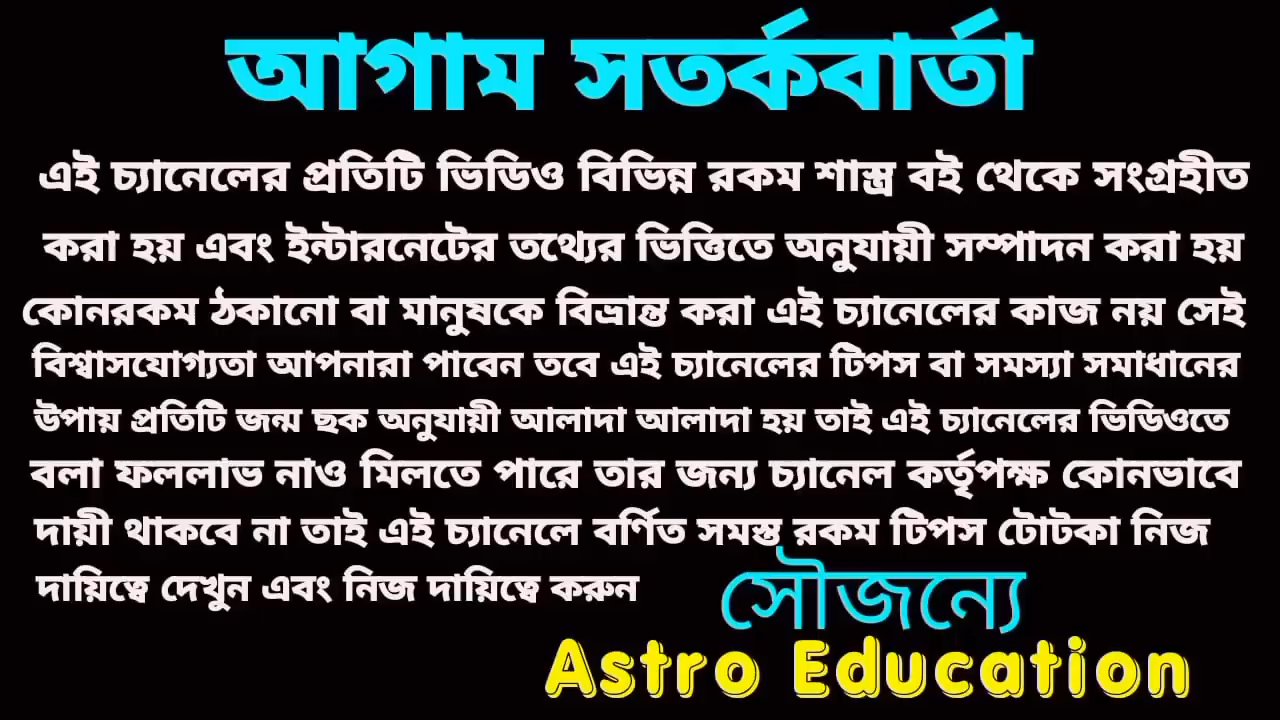 আগাম সতর্কবার্তা
এই চ্যানেলের প্রতিটি ভিডিও বিভিন্ন রকম শাস্ত্র বই থেকে সংগ্রহীত
করা হয় এবং ইন্টারনেটের তথ্যের ভিত্তিতে অনুযায়ী সম্পাদন করা হয়
কোনরকম ঠকানো বা মানুষকে বিভ্রান্ত করা এই চ্যানেলের কাজ নয় সেই
বিশ্বাসযোগ্যতা আপনারা পাবেন তবে এই চ্যানেলের টিপস বা সমস্যা সমাধানের
উপায় প্রতিটি জন্ম ছক অনুযায়ী আলাদা আলাদা হয় তাই এই চ্যানেলের ভিডিওতে
বলা ফললাভ নাও মিলতে পারে তার জন্য চ্যানেল কর্তৃপক্ষ কোনভাবে
দায়ী থাকবে না তাই এই চ্যানেলে বর্ণিত সমস্ত রকম টিপস টোটকা নিজ
দায়িত্বে দেখুন এবং নিজ দায়িত্বে করুন
সৌজন্যে
Astro Education